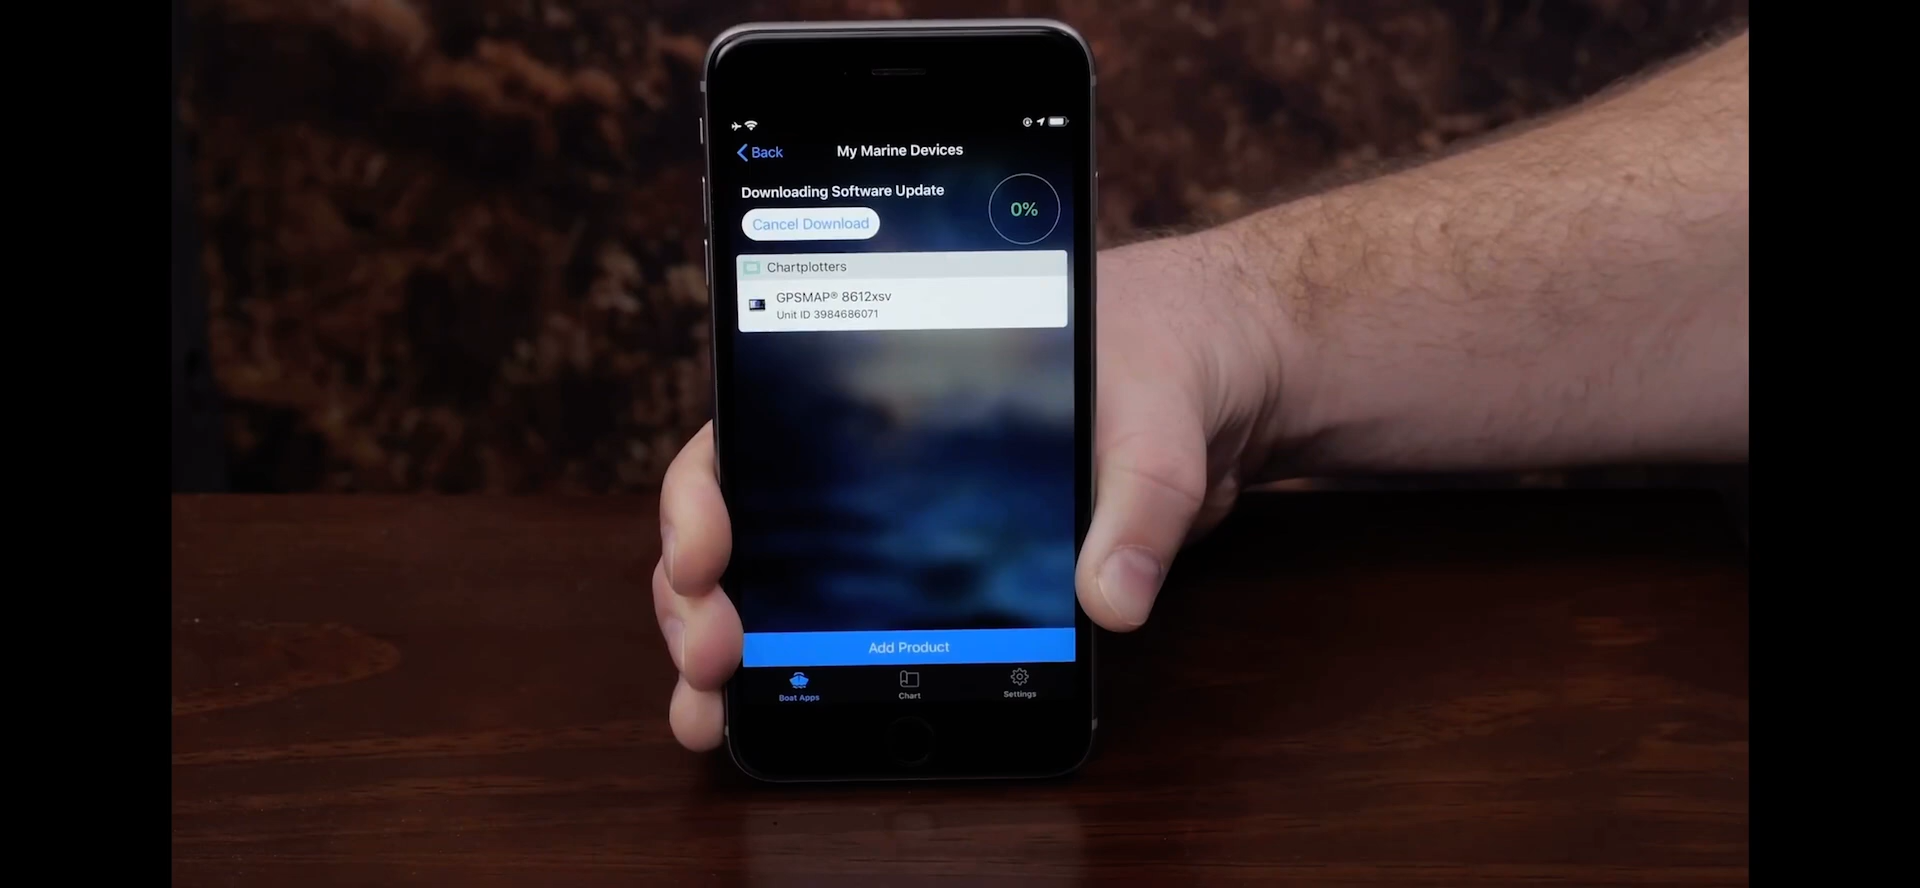 Back
My Marine Devices
Downloading Software Update
0%
Cancel Download
Chartplotters
GPSMAP® 8612xsv
Unit ID 3984686071
Add Product
Boat Apps
Chart
Settings